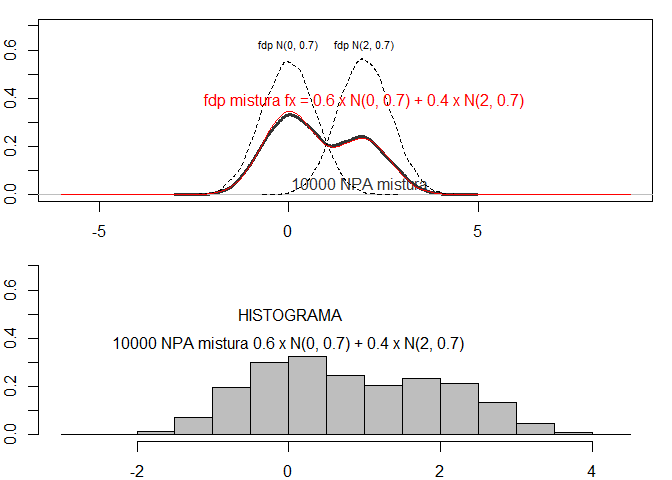 fdp N(0, 0.7) fdp N(2, 0.7)
fdp mistura fx = 0.6 x N(0, 0.7) + 0.4 x N(2, 0.7)
10000 NPA mistura
0.0 0.2 0.4 0.6
-5 0 5
HISTOGRAMA
10000 NPA mistura 0.6 x N(0, 0.7) + 0.4 x N(2, 0.7)
0.0 0.2 0.4 0.6
-2 0 2 4